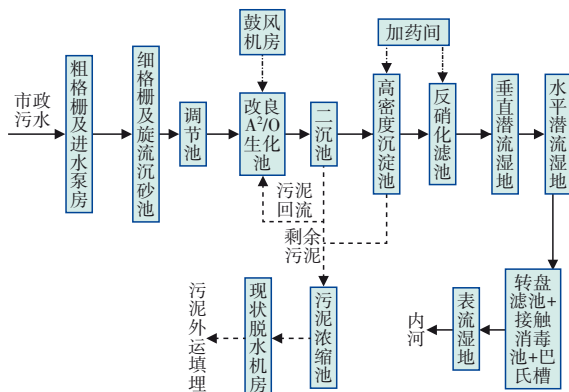 鼓风
机房
加药间
市政
污水
粗格栅及进水泵房
细格栅及旋流沉砂池
调节池
改良
A²/O
生化
池
二沉池
高密度沉淀池
反硝化滤池
垂直潜流湿地
水平潜流湿地
污泥
回流
剩余
污泥
污泥外运填埋
现状脱水机房
污泥浓缩池
内河
表流湿地
转盘
滤池+
接触
消毒
池+巴
氏槽